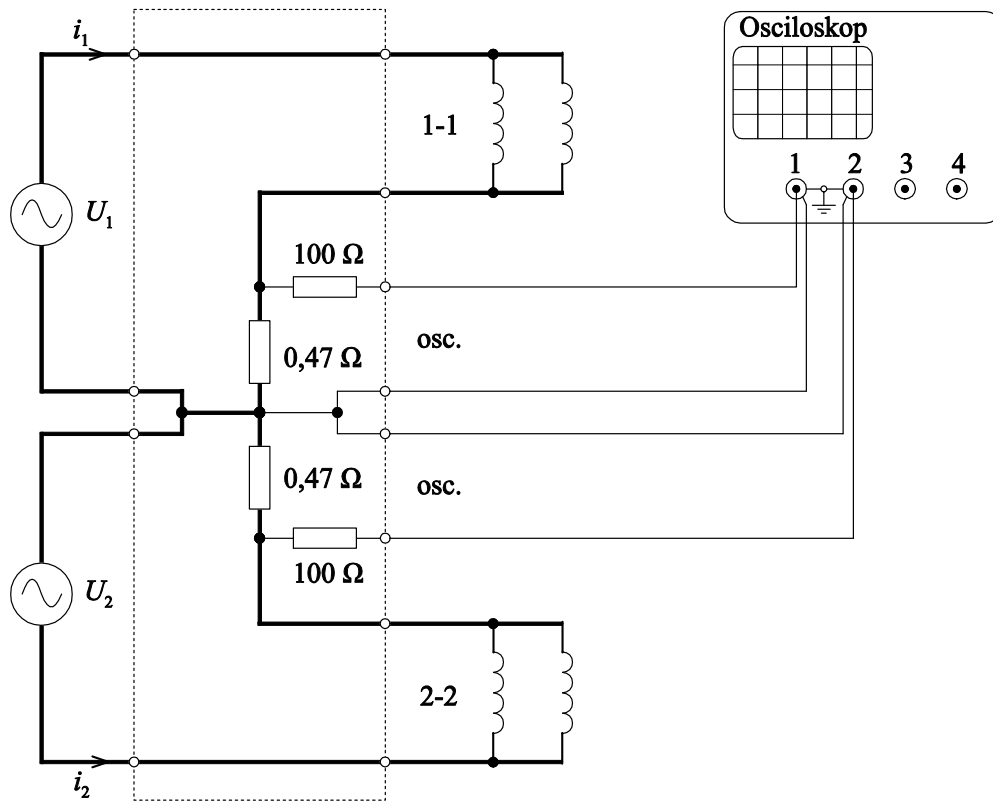 i1
Osciloskop
1-1
1 2 3 4
U1
100 Ω
0,47 Ω
osc.
0,47 Ω
osc.
100 Ω
U2
2-2
i2